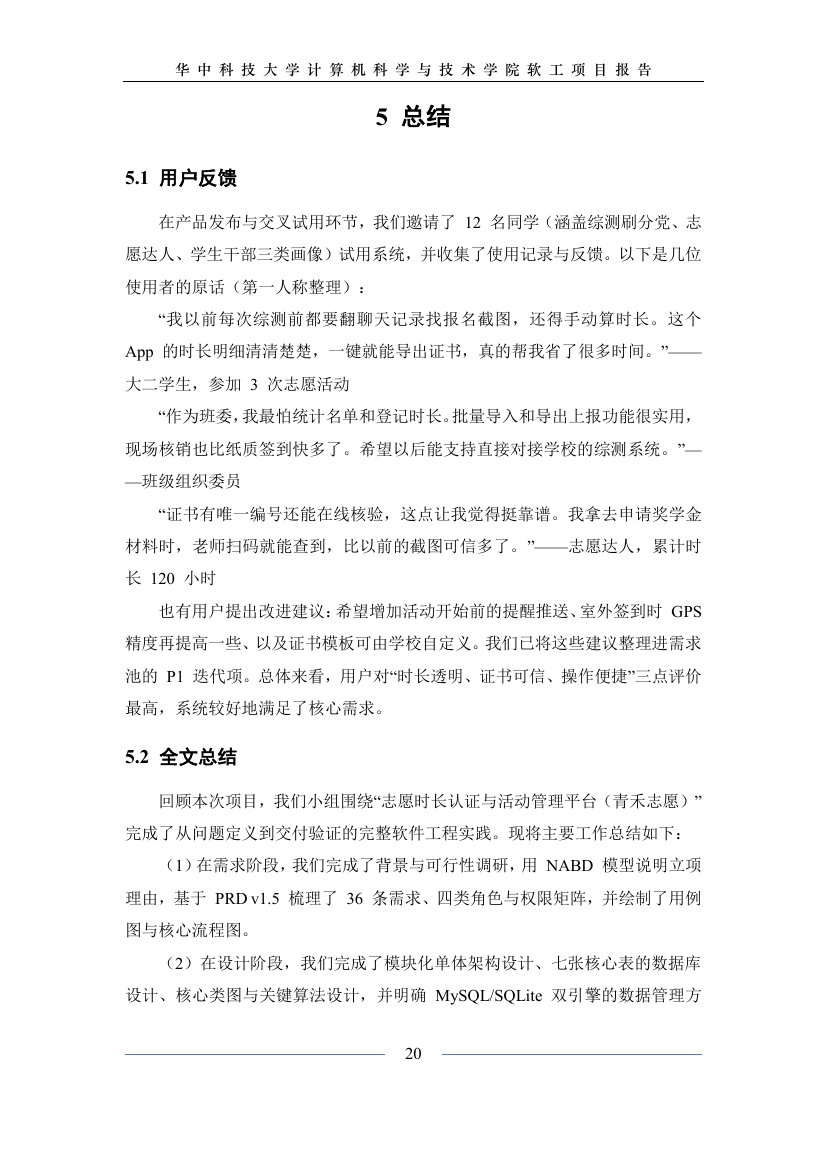 华中科技大学计算机科学与技术学院软工项目报告
5 总结
5.1 用户反馈
在产品发布与交叉试用环节，我们邀请了 12 名同学（涵盖综测刷分党、志
愿达人、学生干部三类画像）试用系统，并收集了使用记录与反馈。以下是几位
使用者的原话（第一人称整理）：
“我以前每次综测前都要翻聊天记录找报名截图，还得手动算时长。这个
App 的时长明细清清楚楚，一键就能导出证书，真的帮我省了很多时间。”——
大二学生，参加 3 次志愿活动
“作为班委，我最怕统计名单和登记时长。批量导入和导出上报功能很实用，
现场核销也比纸质签到快多了。希望以后能支持直接对接学校的综测系统。”—
—班级组织委员
“证书有唯一编号还能在线核验，这点让我觉得挺靠谱。我拿去申请奖学金
材料时，老师扫码就能查到，比以前的截图可信多了。”——志愿达人，累计时
长 120 小时
也有用户提出改进建议：希望增加活动开始前的提醒推送、室外签到时 GPS
精度再提高一些、以及证书模板可由学校自定义。我们已将这些建议整理进需求
池的 P1 迭代项。总体来看，用户对“时长透明、证书可信、操作便捷”三点评价
最高，系统较好地满足了核心需求。
5.2 全文总结
回顾本次项目，我们小组围绕“志愿时长认证与活动管理平台（青禾志愿）”
完成了从问题定义到交付验证的完整软件工程实践。现将主要工作总结如下：
（1）在需求阶段，我们完成了背景与可行性调研，用 NABD 模型说明立项
理由，基于 PRD v1.5 梳理了 36 条需求、四类角色与权限矩阵，并绘制了用例
图与核心流程图。
（2）在设计阶段，我们完成了模块化单体架构设计、七张核心表的数据库
设计、核心类图与关键算法设计，并明确 MySQL/SQLite 双引擎的数据管理方
20